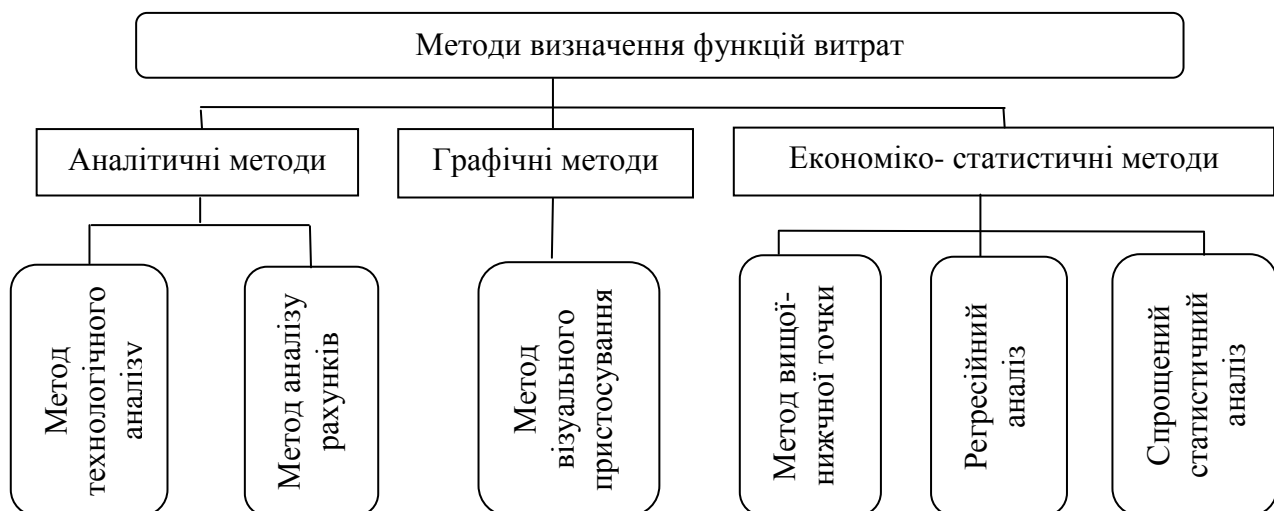 Методи визначення функцій витрат
Аналітичні методи
Графічні методи
Економіко- статистичні методи
Метод
технологічного
аналізу
Метод аналізу
рахунків
Метод
візуального
пристосування
Метод вищої-
нижчної точки
Регресійний
аналіз
Спрощений
статистичний
аналіз